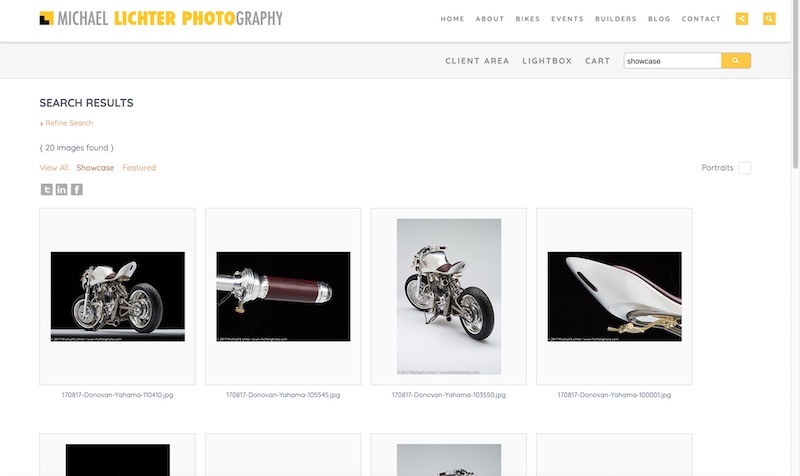 MICHAEL LICHTER PHOTOGRAPHY
HOME ABOUT BIKES EVENTS BUILDERS BLOG CONTACT
CLIENT AREA LIGHTBOX CART showcase
SEARCH RESULTS
› Refine Search
{ 20 images found }
View All Showcase Featured
Portraits
170817-Donovan-Yahama-110410.jpg
170817-Donovan-Yahama-105545.jpg
170817-Donovan-Yahama-103550.jpg
170817-Donovan-Yahama-100001.jpg